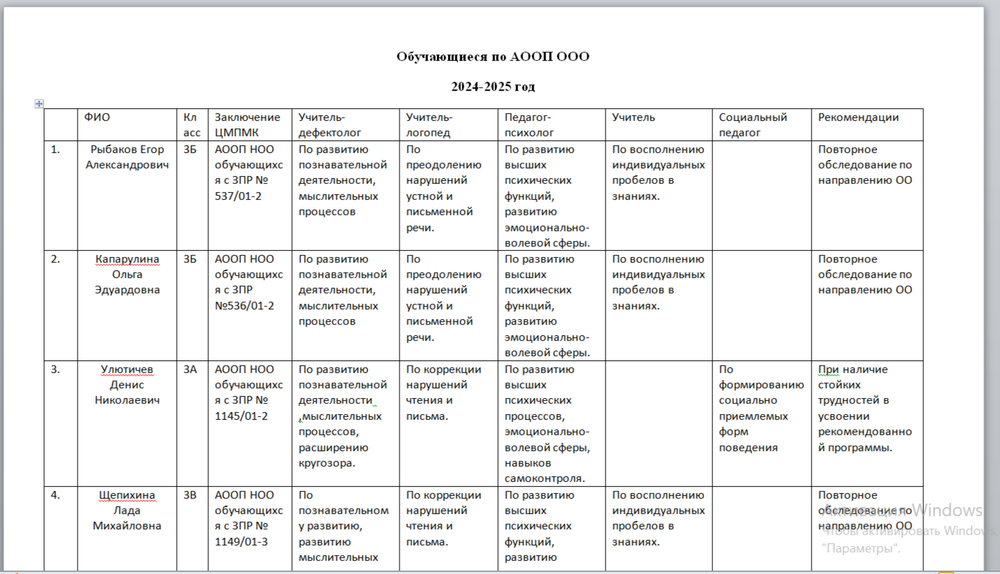 Обучающиеся по АООП ООО
2024-2025 год
ФИО
Кл
асс
Заключение
ЦМПМК
Учитель-
дефектолог
Учитель-
логопед
Педагог-
психолог
Учитель
Социальный
педагог
Рекомендации
1.
Рыбаков Егор
Александрович
3Б
АООП НОО
обучающихс
я с ЗПР №
537/01-2
По развитию
познавательной
деятельности,
мыслительных
процессов
По
преодолению
нарушений
устной и
письменной
речи.
По развитию
высших
психических
функций,
развитию
эмоционально-
волевой сферы.
По восполнению
индивидуальных
пробелов в
знаниях.
Повторное
обследование по
направлению ОО
2.
Капарулина
Ольга
Эдуардовна
3Б
АООП НОО
обучающихс
я с ЗПР
№536/01-2
По развитию
познавательной
деятельности,
мыслительных
процессов
По
преодолению
нарушений
устной и
письменной
речи.
По развитию
высших
психических
функций,
развитию
эмоционально-
волевой сферы.
По восполнению
индивидуальных
пробелов в
знаниях.
Повторное
обследование по
направлению ОО
3.
Улютичев
Денис
Николаевич
3А
АООП НОО
обучающихс
я с ЗПР №
1145/01-2
По развитию
познавательной
деятельности
,мыслительных
процессов,
расширению
кругозора.
По коррекции
нарушений
чтения и
письма.
По развитию
высших
психических
процессов,
эмоционально-
волевой сферы,
навыков
самоконтроля.
По
формированию
социально
приемлемых
форм
поведения
При наличие
стойких
трудностей в
усвоении
рекомендованно
й программы.
4.
Щепихина
Лада
Михайловна
3В
АООП НОО
обучающихс
я с ЗПР №
1149/01-3
По
познавательном
у развитию,
развитию
мыслительных
По коррекции
нарушений
чтения и
письма.
По развитию
высших
психических
функций,
развитию
По восполнению
индивидуальных
пробелов в
знаниях.
Повторное
обследование по
направлению ОО
Активация Windows
Чтобы активировать Windows,
"Параметры".